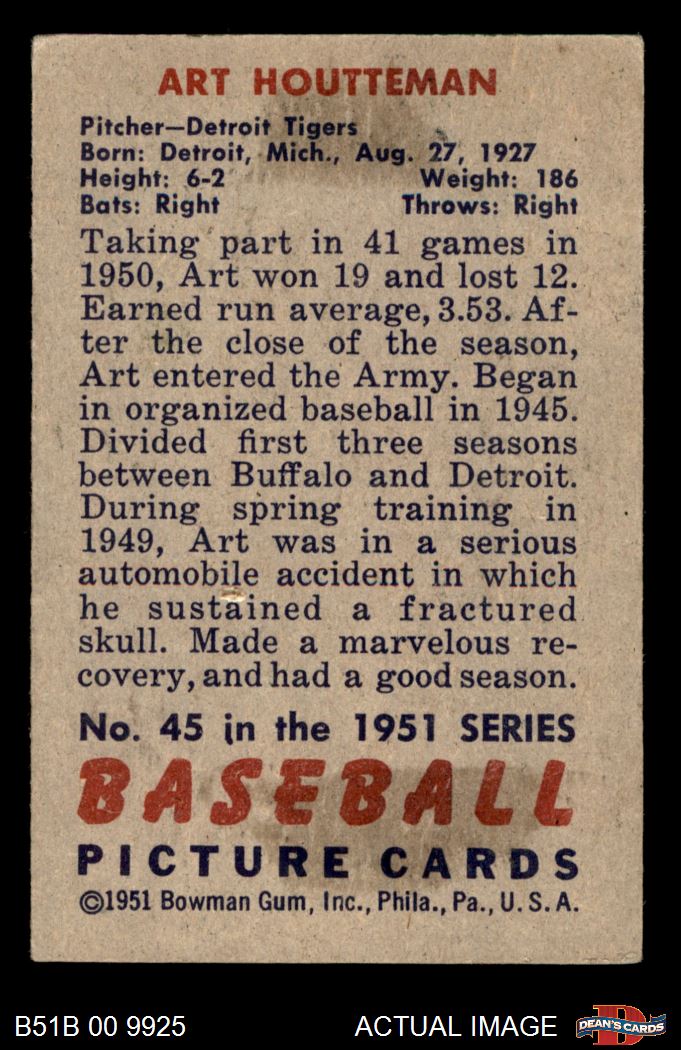 ART HOUTTEMAN
Pitcher—Detroit Tigers
Born: Detroit, Mich., Aug. 27, 1927
Height: 6-2 Weight: 186
Bats: Right Throws: Right
Taking part in 41 games in
1950, Art won 19 and lost 12.
Earned run average, 3.53. Af-
ter the close of the season,
Art entered the Army. Began
in organized baseball in 1945.
Divided first three seasons
between Buffalo and Detroit.
During spring training in
1949, Art was in a serious
automobile accident in which
he sustained a fractured
skull. Made a marvelous re-
covery, and had a good season.
No. 45 in the 1951 SERIES
BASEBALL
PICTURE CARDS
©1951 Bowman Gum, Inc., Phila., Pa., U.S.A.
B51B 00 9925 ACTUAL IMAGE D DEAN'S CARDS